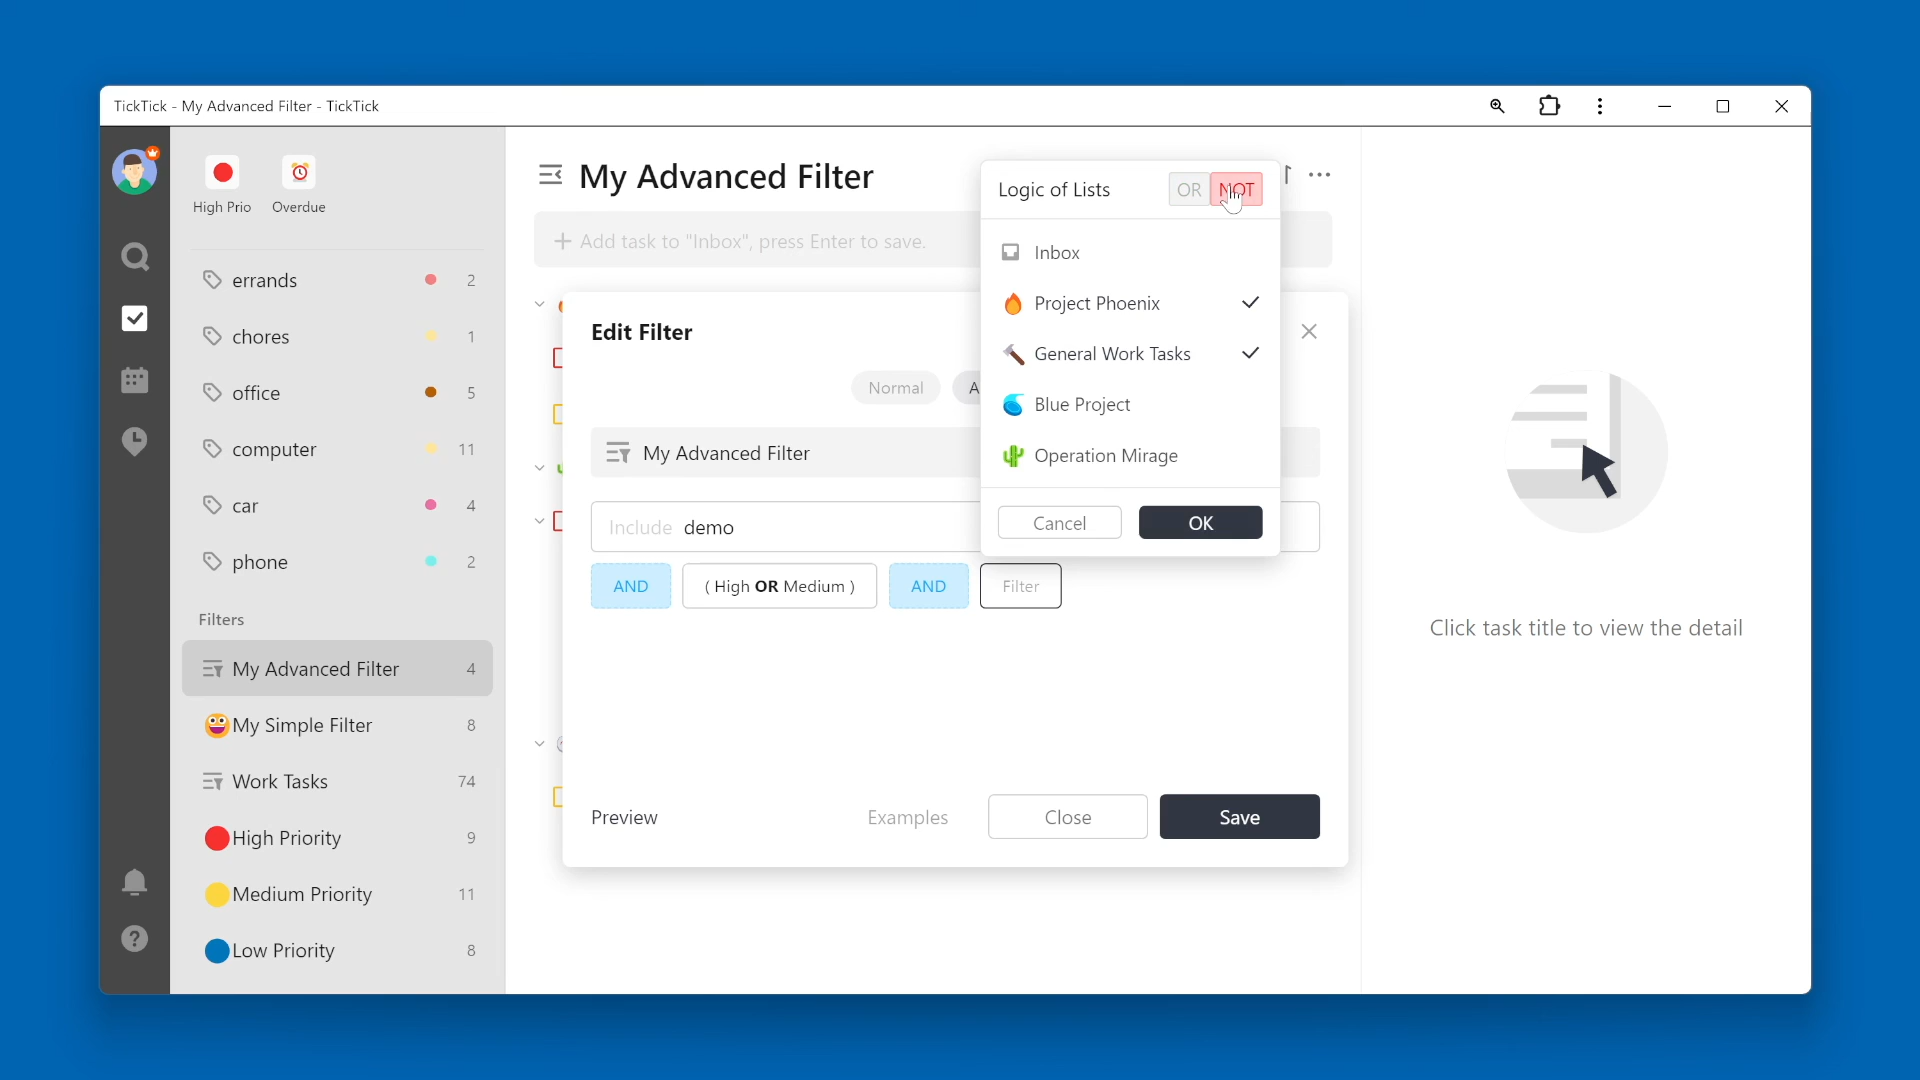 TickTick - My Advanced Filter - TickTick
High Prio
Overdue
errands 2
chores 1
office 5
computer 11
car 4
phone 2
Filters
My Advanced Filter 4
My Simple Filter 8
Work Tasks 74
High Priority 9
Medium Priority 11
Low Priority 8
My Advanced Filter
+ Add task to "Inbox", press Enter to save.
Edit Filter
Normal A
My Advanced Filter
Include demo
AND ( High OR Medium ) AND Filter
Preview Examples Close Save
Logic of Lists OR NOT
Inbox
Project Phoenix
General Work Tasks
Blue Project
Operation Mirage
Cancel OK
Click task title to view the detail